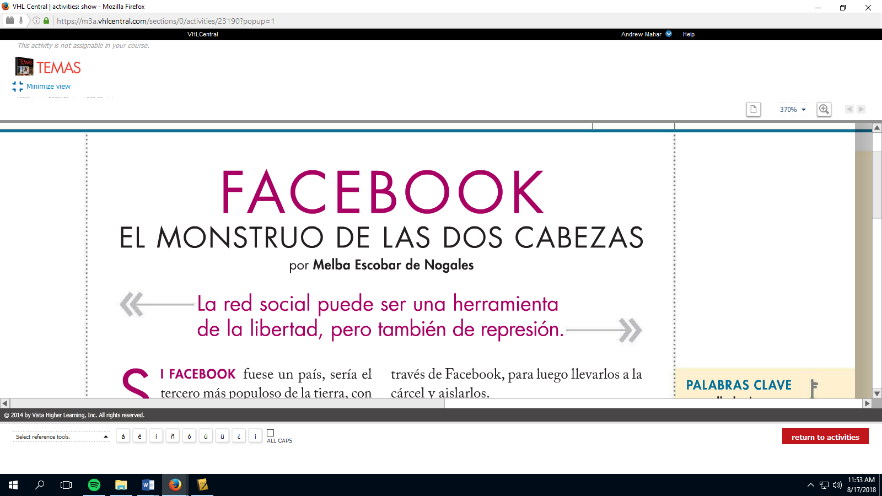 VHL Central | activities: show - Mozilla Firefox
https://m3a.vhlcentral.com/sections/0/activities/23190?popup=1
VHLCentral
Andrew Mahar
Help
This activity is not assignable in your course.
TEMAS
Minimize view
370%
FACEBOOK
EL MONSTRUO DE LAS DOS CABEZAS
por Melba Escobar de Nogales
La red social puede ser una herramienta
de la libertad, pero también de represión.
SI FACEBOOK fuese un país, sería el
tercero más populoso de la tierra, con
través de Facebook, para luego llevarlos a la
cárcel y aislarlos.
PALABRAS CLAVE
© 2014 by Vista Higher Learning, Inc. All rights reserved.
Select reference tools.
á é í ñ ó ú ü ¿ ¡
ALL CAPS
return to activities
11:53 AM
8/17/2018